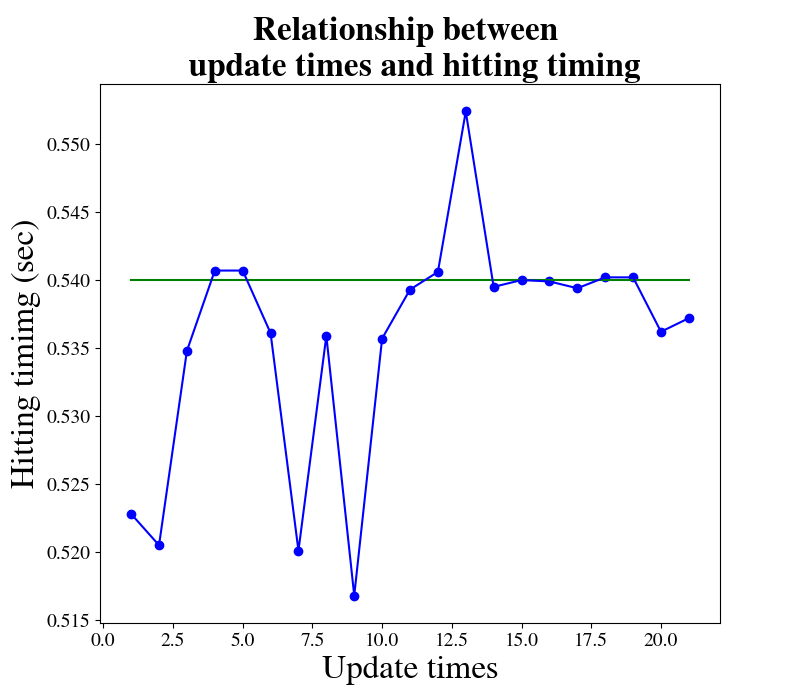 Relationship between
update times and hitting timing
Hitting timimg (sec)
0.550
0.545
0.540
0.535
0.530
0.525
0.520
0.515
0.0 2.5 5.0 7.5 10.0 12.5 15.0 17.5 20.0
Update times